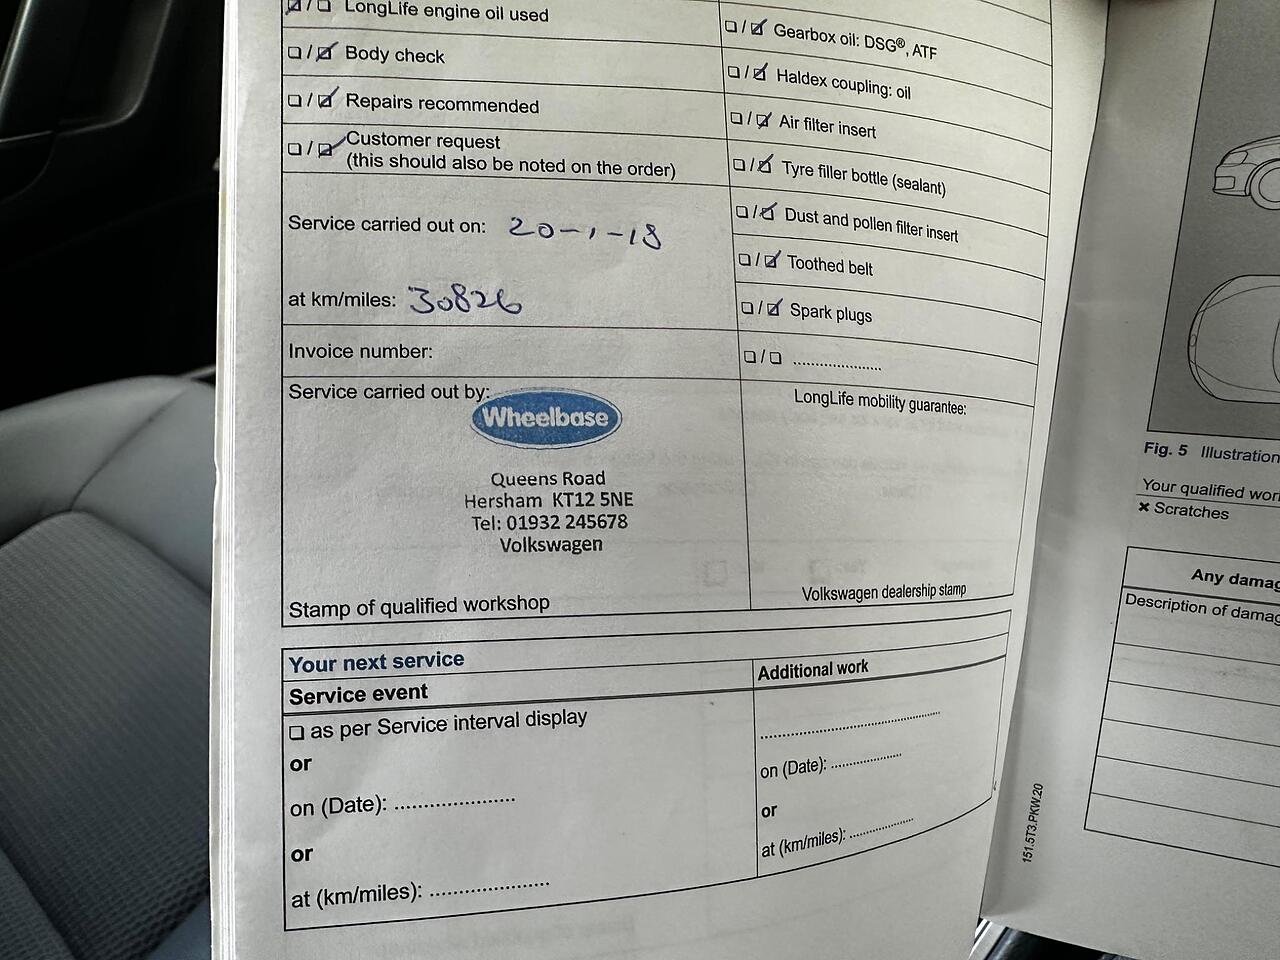 LongLife engine oil used
Body check
Repairs recommended
Customer request
(this should also be noted on the order)
Service carried out on: 20-1-18
at km/miles: 30826
Invoice number:
Service carried out by:
Wheelbase
Queens Road
Hersham KT12 5NE
Tel: 01932 245678
Volkswagen
Stamp of qualified workshop
Gearbox oil: DSG®, ATF
Haldex coupling: oil
Air filter insert
Tyre filler bottle (sealant)
Dust and pollen filter insert
Toothed belt
Spark plugs
....................
LongLife mobility guarantee:
Volkswagen dealership stamp
Your next service
Service event
as per Service interval display
or
on (Date): ....................
or
at (km/miles): ....................
Additional work
....................
on (Date): ....................
or
at (km/miles): ....................
151.5T3.PKW.20
Fig. 5 Illustration
Your qualified wor
× Scratches
Any damag
Description of damag